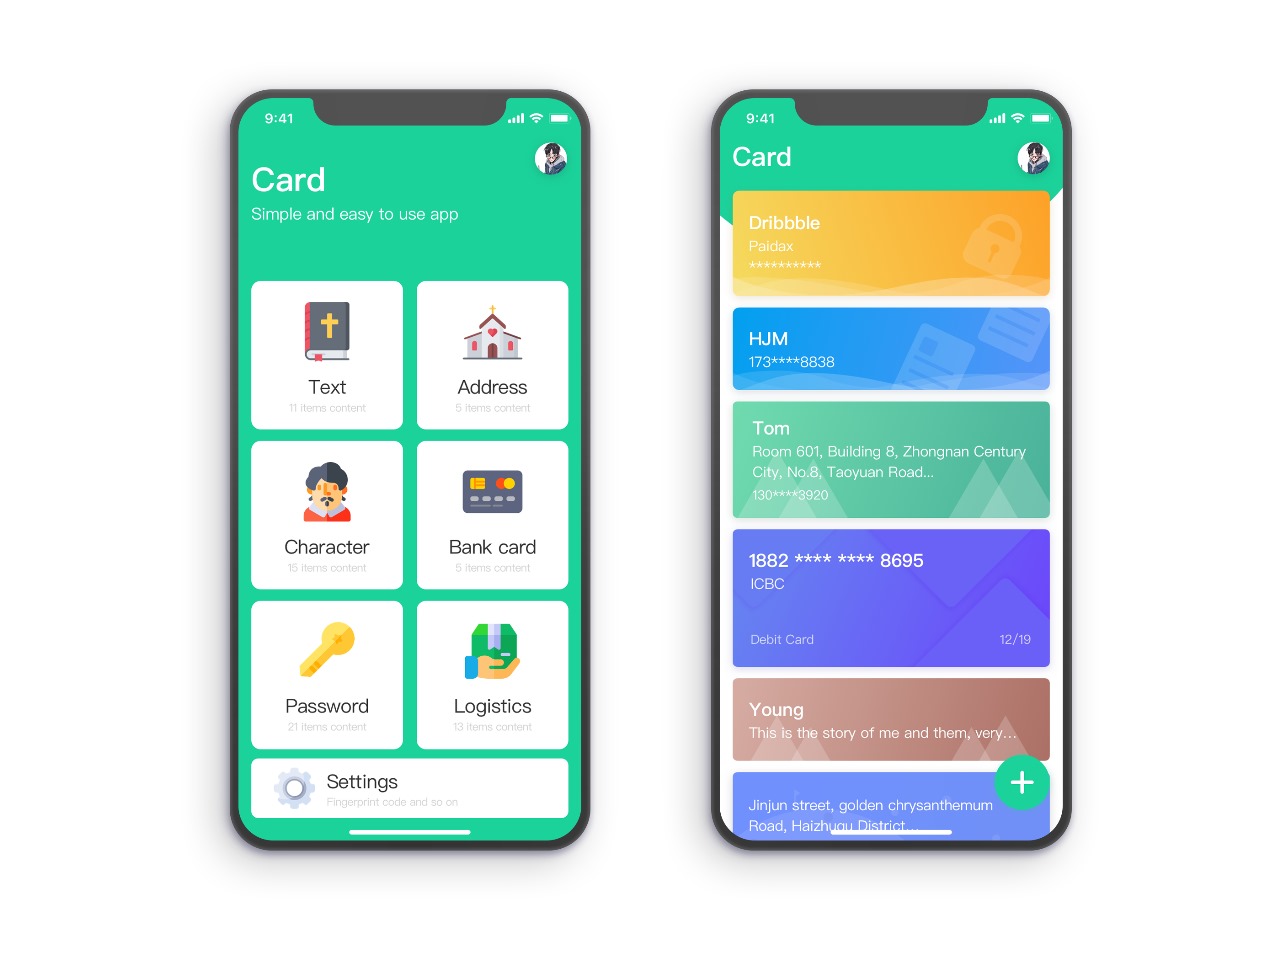 9:41
Card
Simple and easy to use app
Text
11 items content
Address
5 items content
Character
15 items content
Bank card
5 items content
Password
21 items content
Logistics
13 items content
Settings
Fingerprint code and so on
9:41
Card
Dribbble
Paidax
**********
HJM
173****8838
Tom
Room 601, Building 8, Zhongnan Century
City, No.8, Taoyuan Road...
130****3920
1882 **** **** 8695
ICBC
Debit Card
12/19
Young
This is the story of me and them, very...
Jinjun street, golden chrysanthemum
Road, Haizhuqu District...